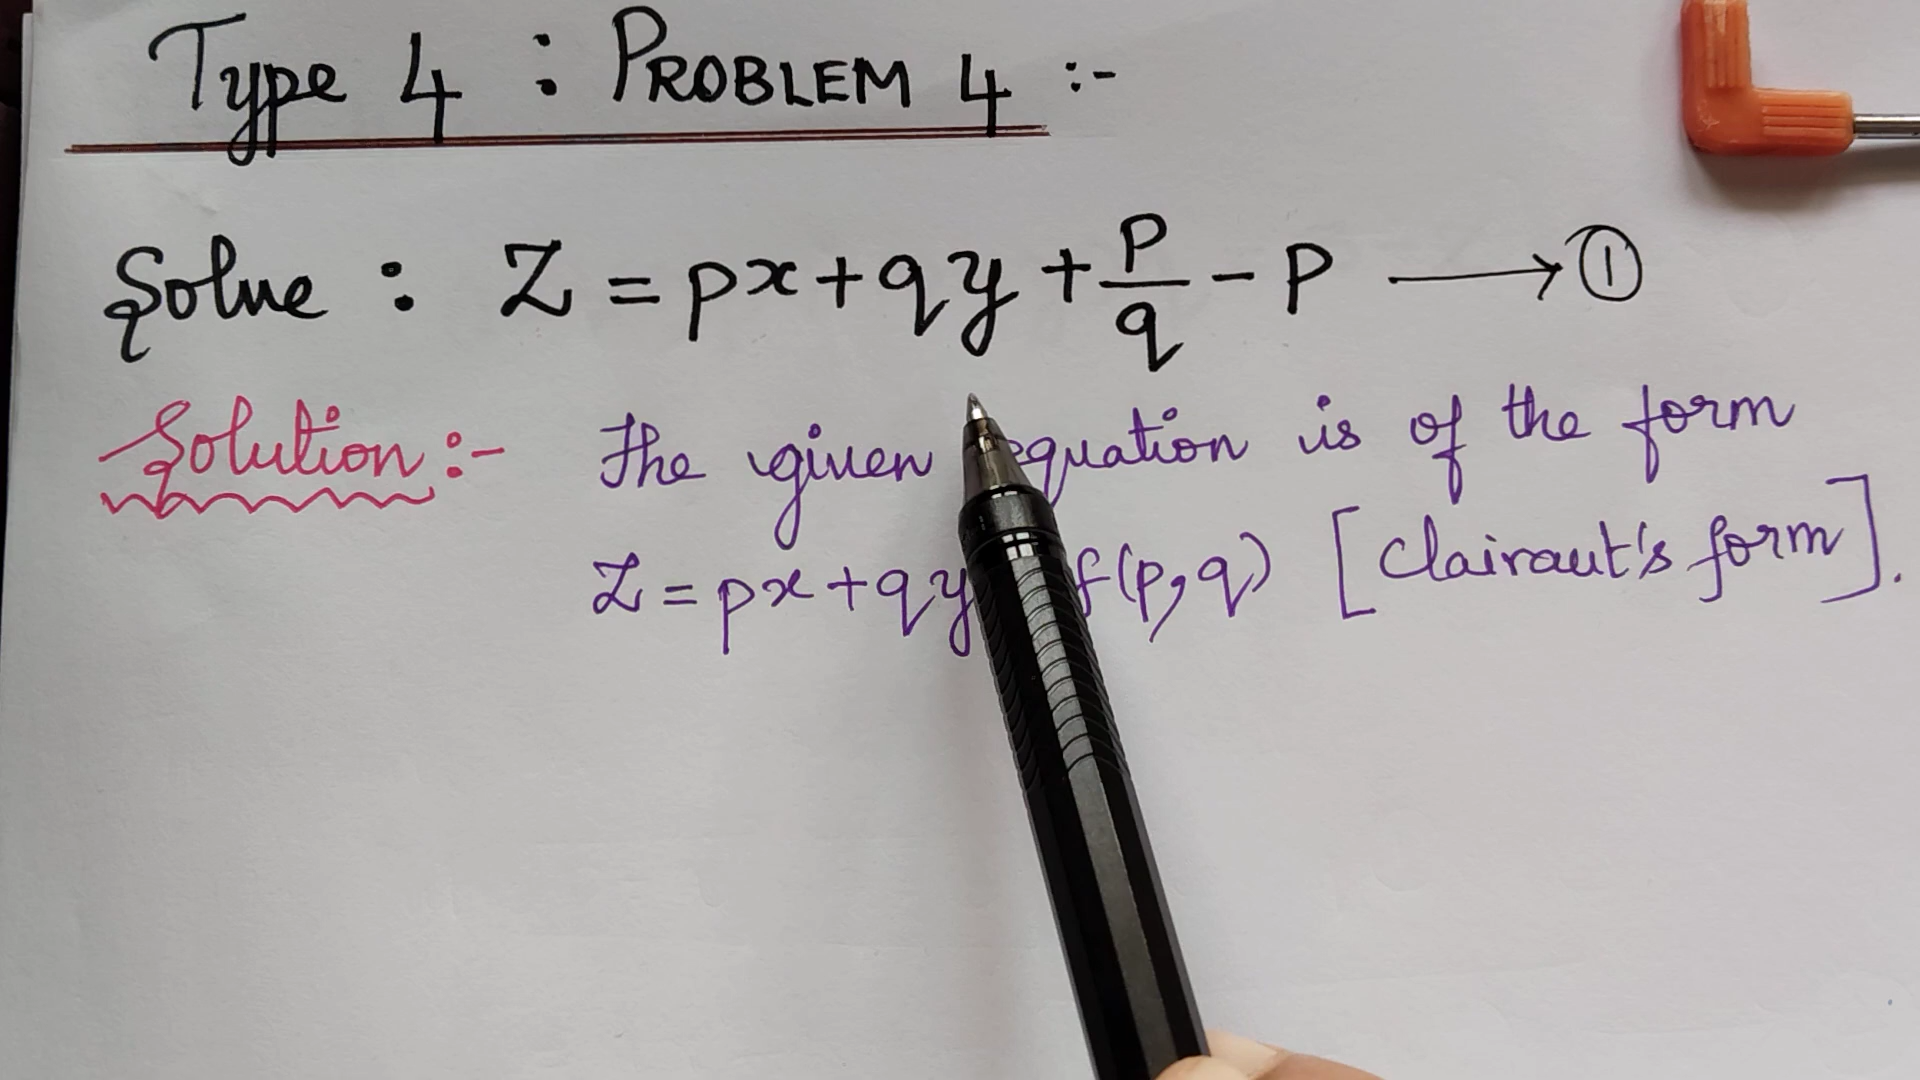 Type 4 : PROBLEM 4 :-
Solve : Z = px + qy + p/q - p → ①
Solution :- The given equation is of the form
Z = px + qy f(p, q) [Clairaut's form].